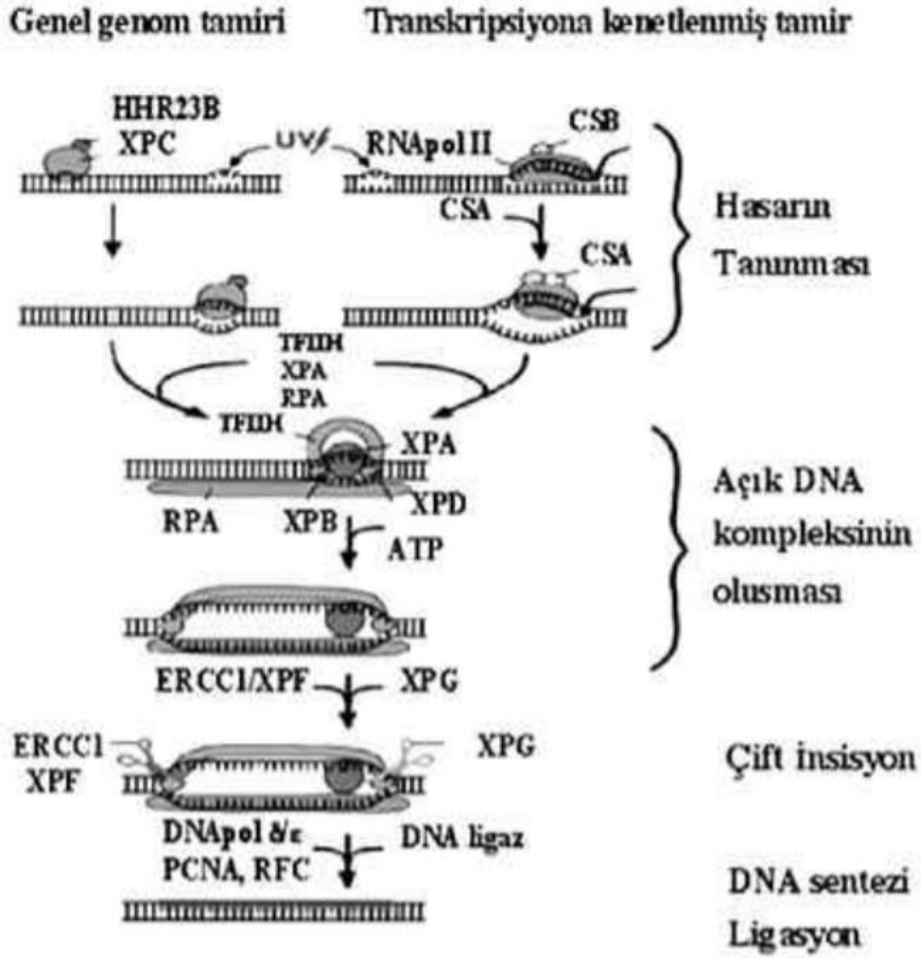 Genel genom tamiri
Transkripsiyona kenetlenmiş tamir
HHR23B
XPC
UV
RNApol II
CSB
CSA
Hasarın
Tanınması
CSA
TFIIH
XPA
RPA
TFIIH
XPA
RPA
XPB
XPD
ATP
Açık DNA
kompleksinin
olusması
ERCC1/XPF
XPG
ERCC1
XPF
XPG
Çift İnsisyon
DNApol δ/ε
PCNA, RFC
DNA ligaz
DNA sentezi
Ligasyon